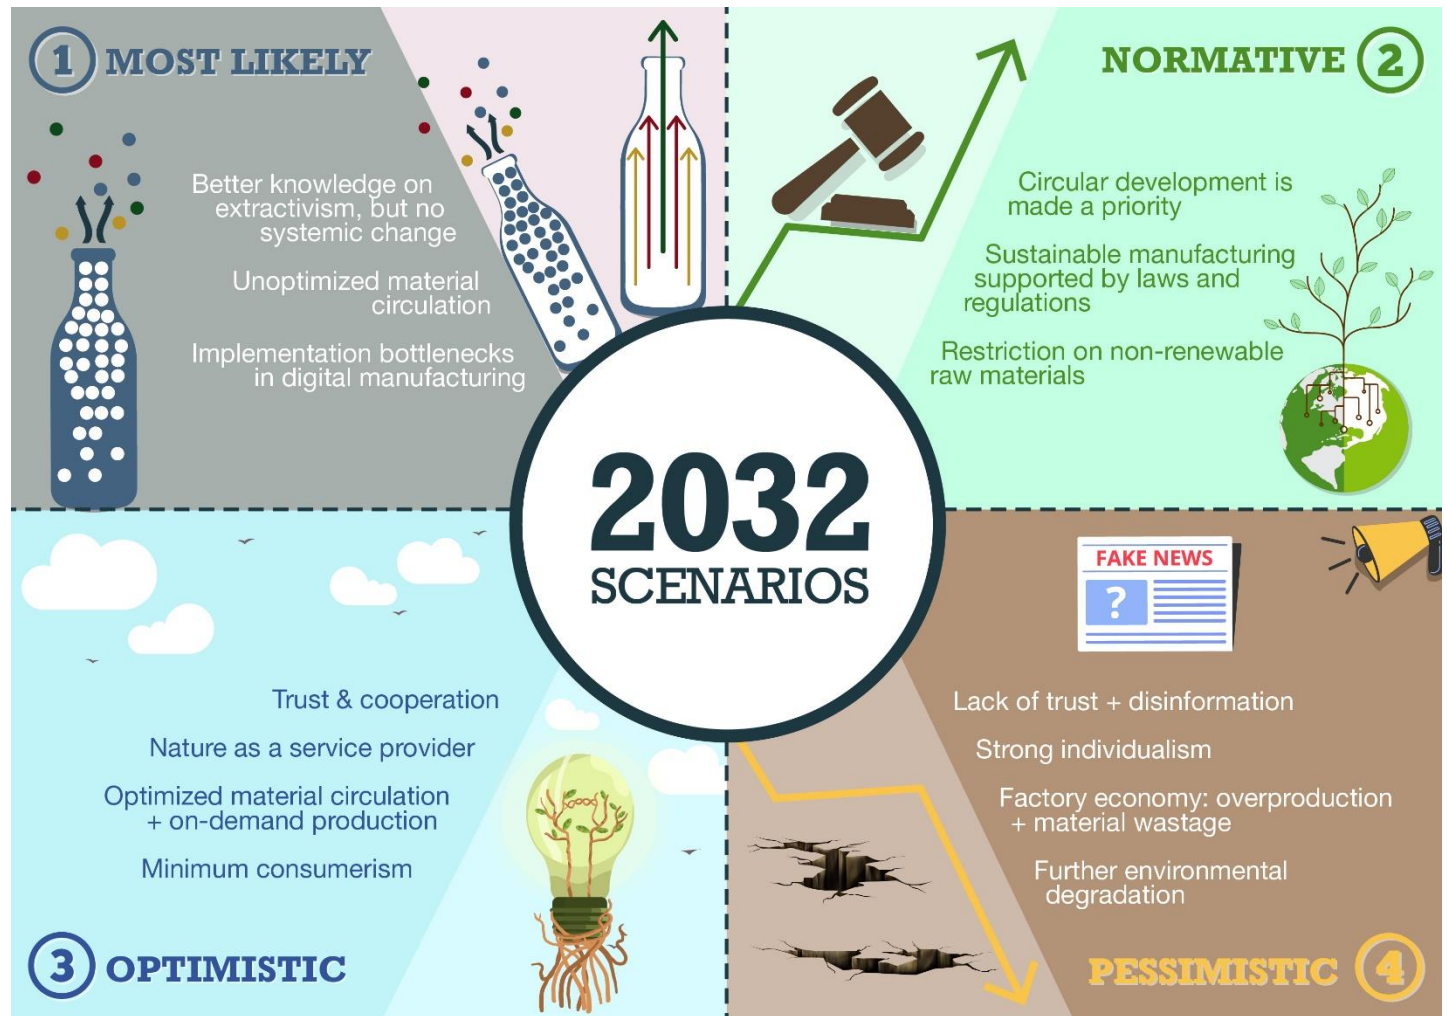 1 MOST LIKELY
Better knowledge on
extractivism, but no
systemic change
Unoptimized material
circulation
Implementation bottlenecks
in digital manufacturing
NORMATIVE 2
Circular development is
made a priority
Sustainable manufacturing
supported by laws and
regulations
Restriction on non-renewable
raw materials
2032
SCENARIOS
Trust & cooperation
Nature as a service provider
Optimized material circulation
+ on-demand production
Minimum consumerism
3 OPTIMISTIC
FAKE NEWS
?
Lack of trust + disinformation
Strong individualism
Factory economy: overproduction
+ material wastage
Further environmental
degradation
PESSIMISTIC 4